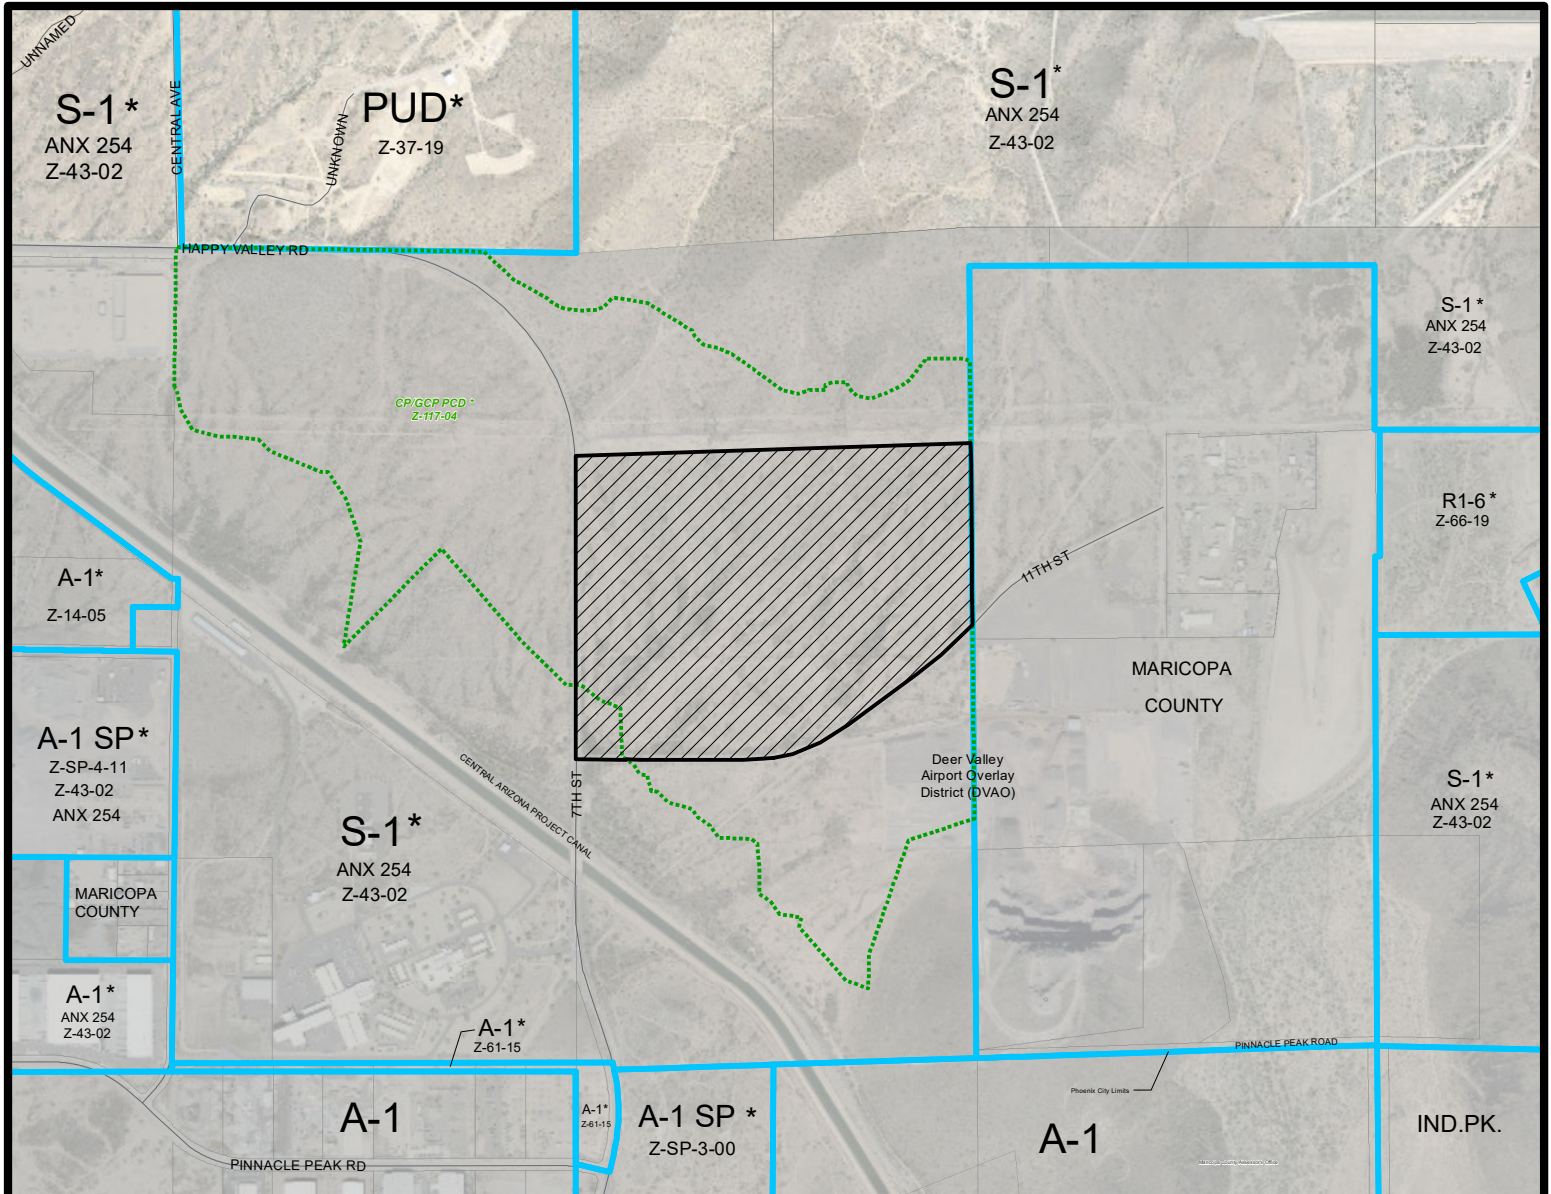 UNNAMED
CENTRAL AVE
S-1*
ANX 254
Z-43-02
PUD*
Z-37-19
UNKNOWN
S-1*
ANX 254
Z-43-02
HAPPY VALLEY RD
S-1*
ANX 254
Z-43-02
CP/GCP PCD *
Z-117-04
R1-6*
Z-66-19
11TH ST
A-1*
Z-14-05
MARICOPA
COUNTY
A-1 SP*
Z-SP-4-11
Z-43-02
ANX 254
CENTRAL ARIZONA PROJECT CANAL
7TH ST
Deer Valley
Airport Overlay
District (DVAO)
S-1*
ANX 254
Z-43-02
S-1*
ANX 254
Z-43-02
MARICOPA
COUNTY
A-1*
ANX 254
Z-43-02
A-1*
Z-61-15
PINNACLE PEAK ROAD
Phoenix City Limits
A-1
A-1*
Z-61-15
A-1 SP *
Z-SP-3-00
A-1
IND.PK.
PINNACLE PEAK RD
Maricopa County Assessor's Office